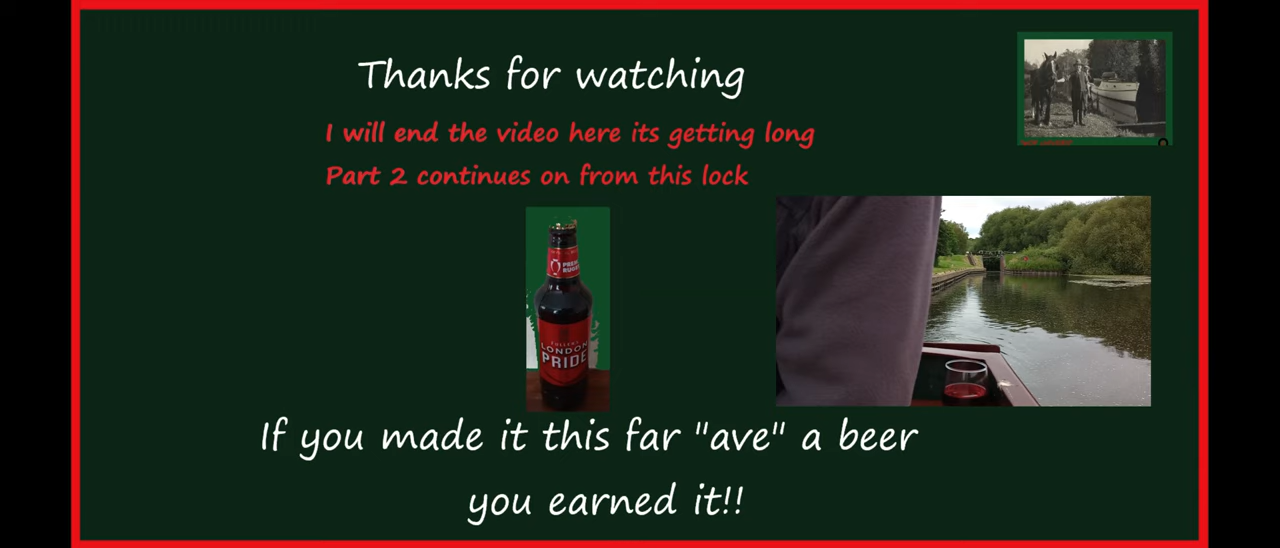 Thanks for watching
I will end the video here its getting long
Part 2 continues on from this lock
FULLER'S
LONDON
PRIDE
If you made it this far "ave" a beer
you earned it!!